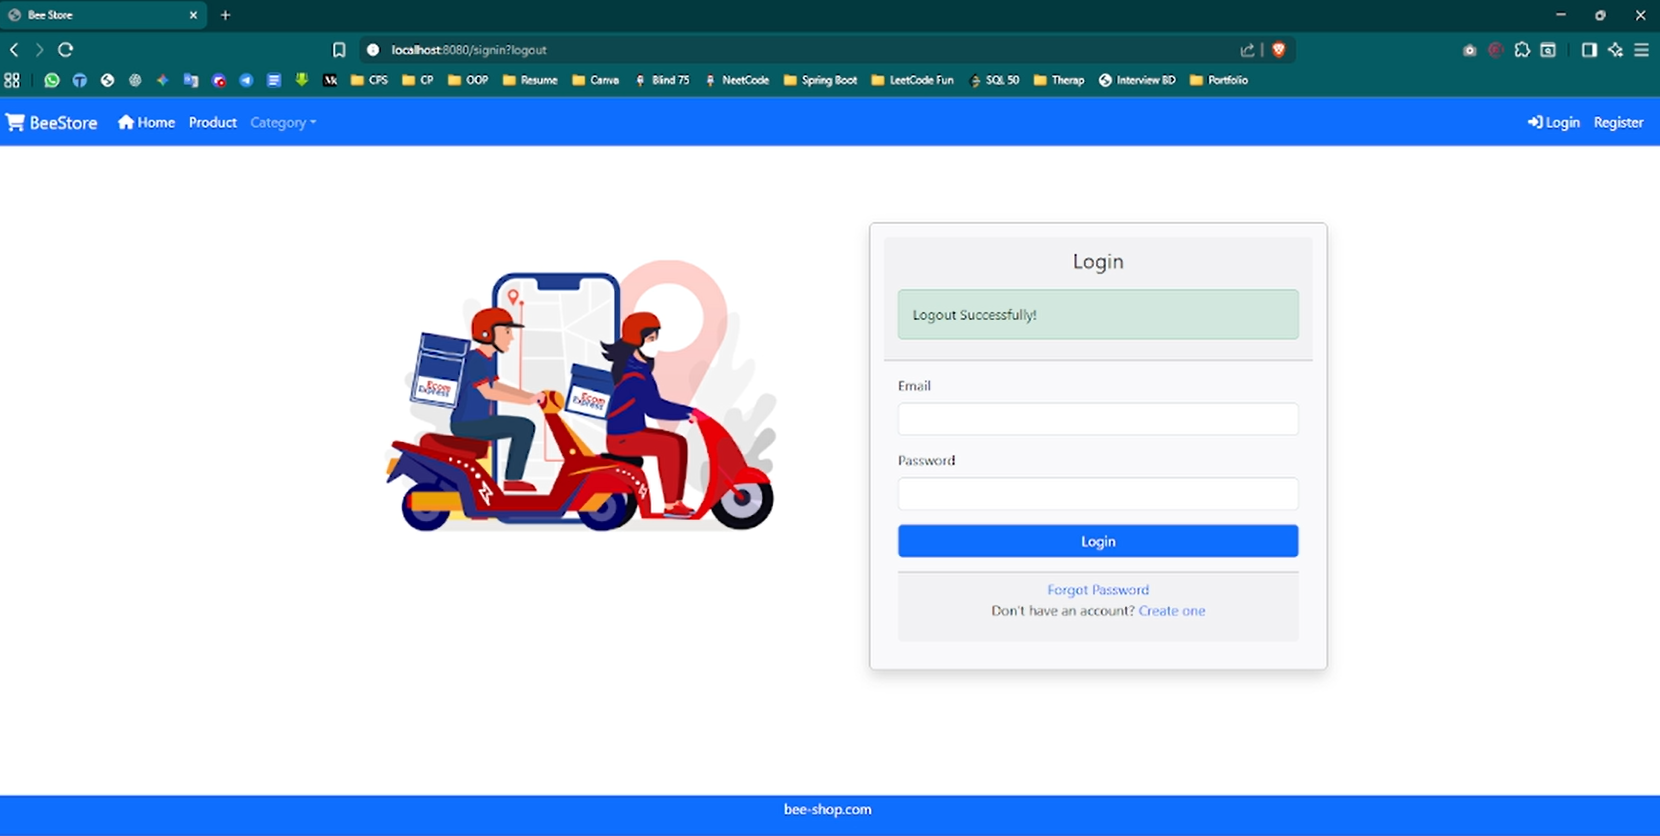 Bee Store
localhost:8080/signin?logout
CPS CP OOP Resume Canva Blind 75 NeetCode Spring Boot LeetCode Fun SQL 50 Therap Interview BD Portfolio
BeeStore Home Product Category Login Register
Login
Logout Successfully!
Email
Password
Login
Forgot Password
Don't have an account? Create one
Ecom
Express
Ecom
Express
bee-shop.com